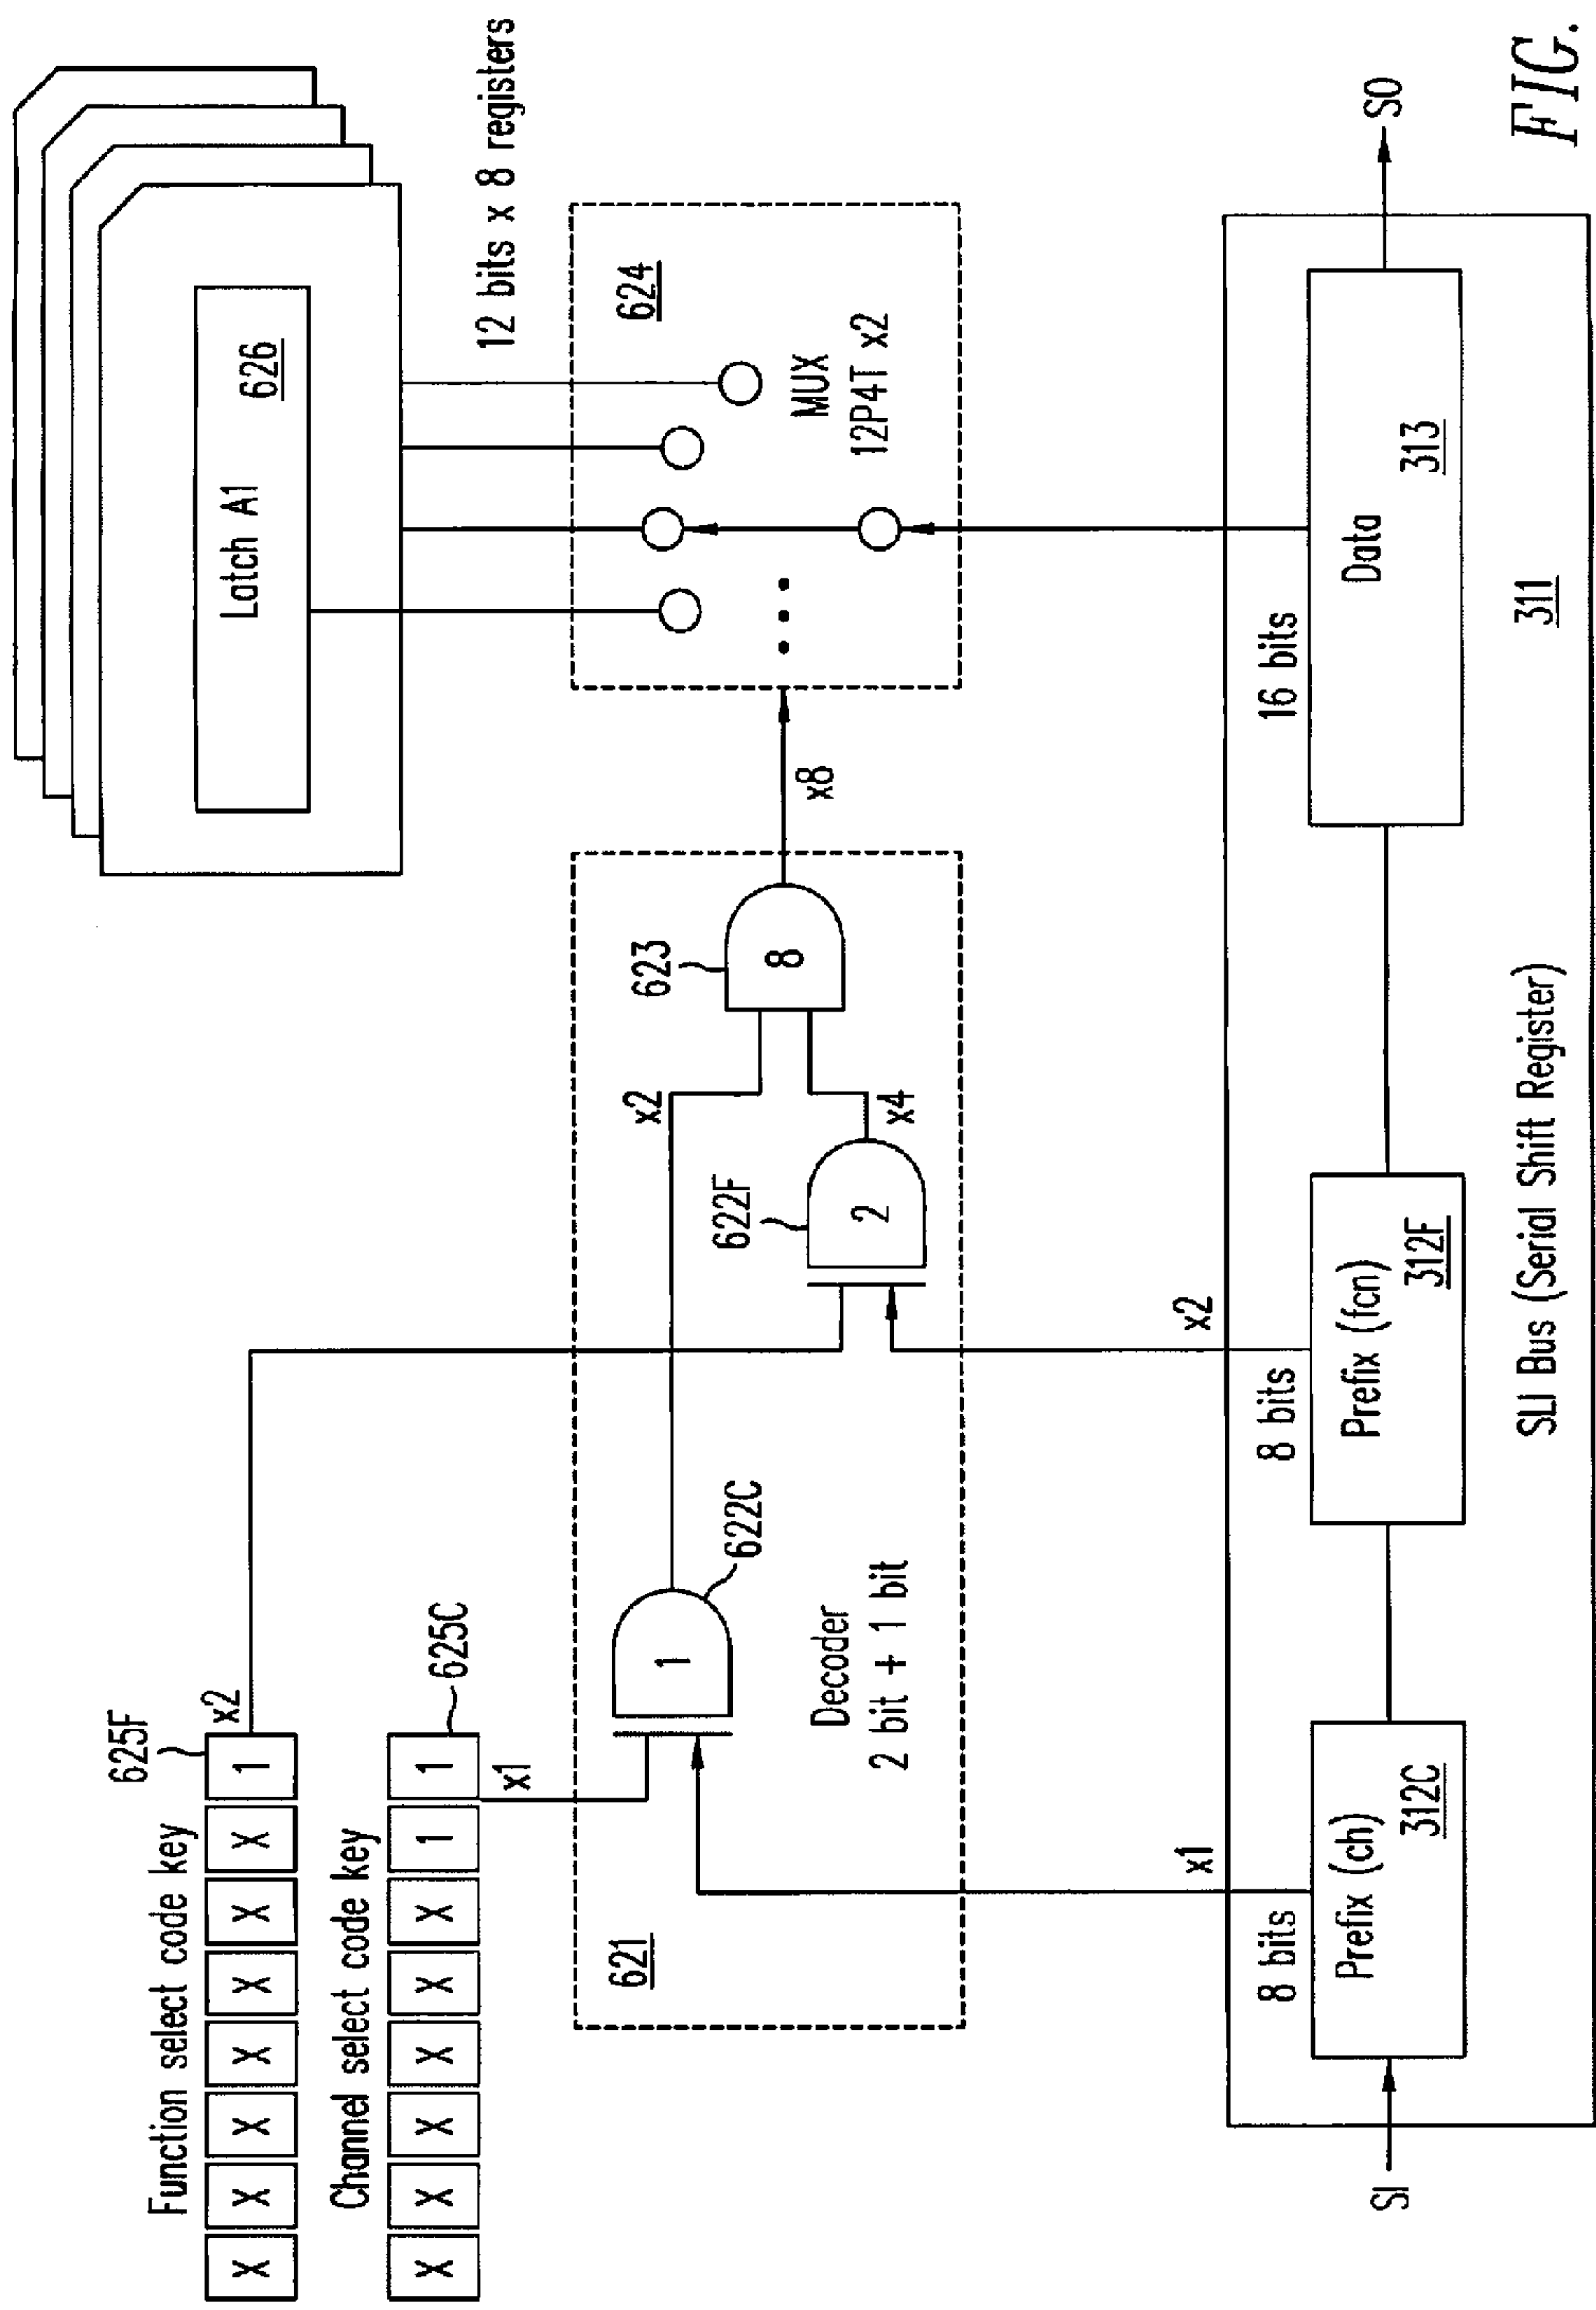 Function select code key
625F
X X X X X X X 1
x2
Channel select code key
X X X X X X 1 1
625C
x1
621
1
622C
Decoder
2 bit + 1 bit
x2
622F
2
x4
623
8
x8
Latch A1
626
12 bits x 8 registers
624
MUX
12P4T x2
x1
x2
8 bits
8 bits
16 bits
SI
Prefix (ch)
312C
Prefix (fcn)
312F
Data
313
SO
311
SLI Bus (Serial Shift Register)
FIG.